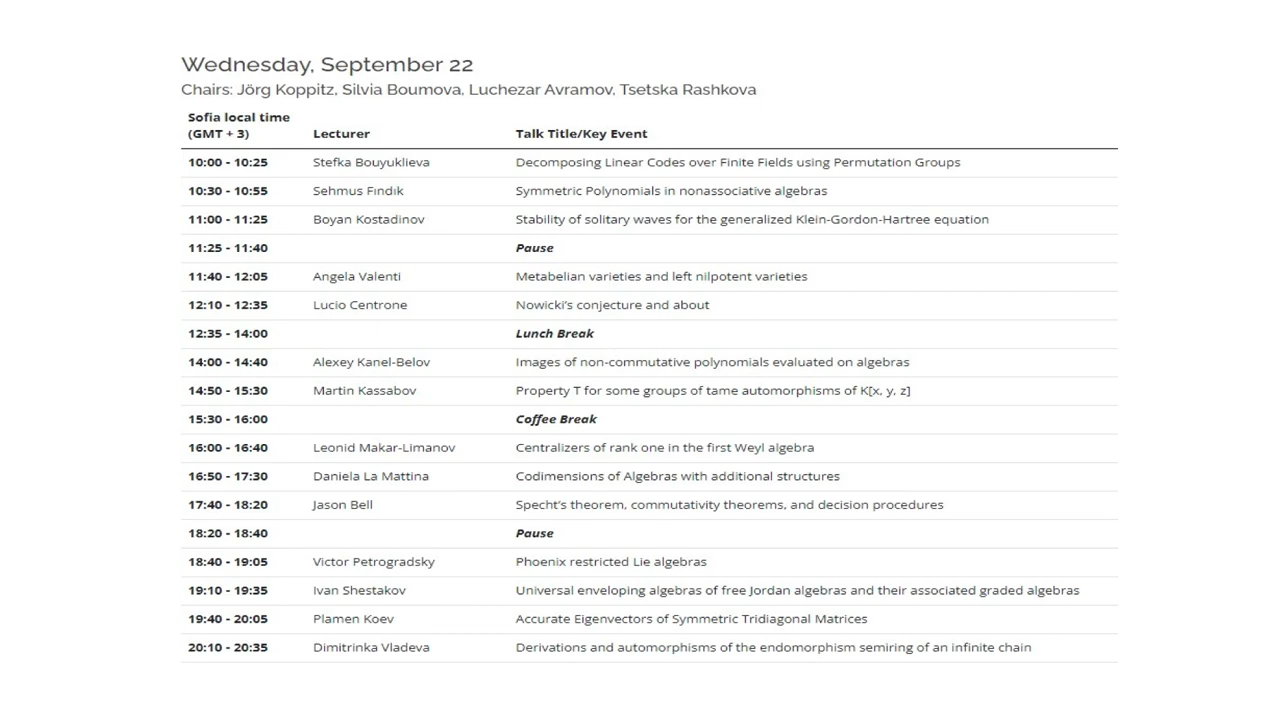 Wednesday, September 22
Chairs: Jörg Koppitz, Silvia Boumova, Luchezar Avramov, Tsetska Rashkova
Sofia local time
(GMT + 3) Lecturer Talk Title/Key Event
10:00 - 10:25 Stefka Bouyuklieva Decomposing Linear Codes over Finite Fields using Permutation Groups
10:30 - 10:55 Sehmus Fındık Symmetric Polynomials in nonassociative algebras
11:00 - 11:25 Boyan Kostadinov Stability of solitary waves for the generalized Klein-Gordon-Hartree equation
11:25 - 11:40 Pause
11:40 - 12:05 Angela Valenti Metabelian varieties and left nilpotent varieties
12:10 - 12:35 Lucio Centrone Nowicki's conjecture and about
12:35 - 14:00 Lunch Break
14:00 - 14:40 Alexey Kanel-Belov Images of non-commutative polynomials evaluated on algebras
14:50 - 15:30 Martin Kassabov Property T for some groups of tame automorphisms of K[x, y, z]
15:30 - 16:00 Coffee Break
16:00 - 16:40 Leonid Makar-Limanov Centralizers of rank one in the first Weyl algebra
16:50 - 17:30 Daniela La Mattina Codimensions of Algebras with additional structures
17:40 - 18:20 Jason Bell Specht's theorem, commutativity theorems, and decision procedures
18:20 - 18:40 Pause
18:40 - 19:05 Victor Petrogradsky Phoenix restricted Lie algebras
19:10 - 19:35 Ivan Shestakov Universal enveloping algebras of free Jordan algebras and their associated graded algebras
19:40 - 20:05 Plamen Koev Accurate Eigenvectors of Symmetric Tridiagonal Matrices
20:10 - 20:35 Dimitrinka Vladeva Derivations and automorphisms of the endomorphism semiring of an infinite chain